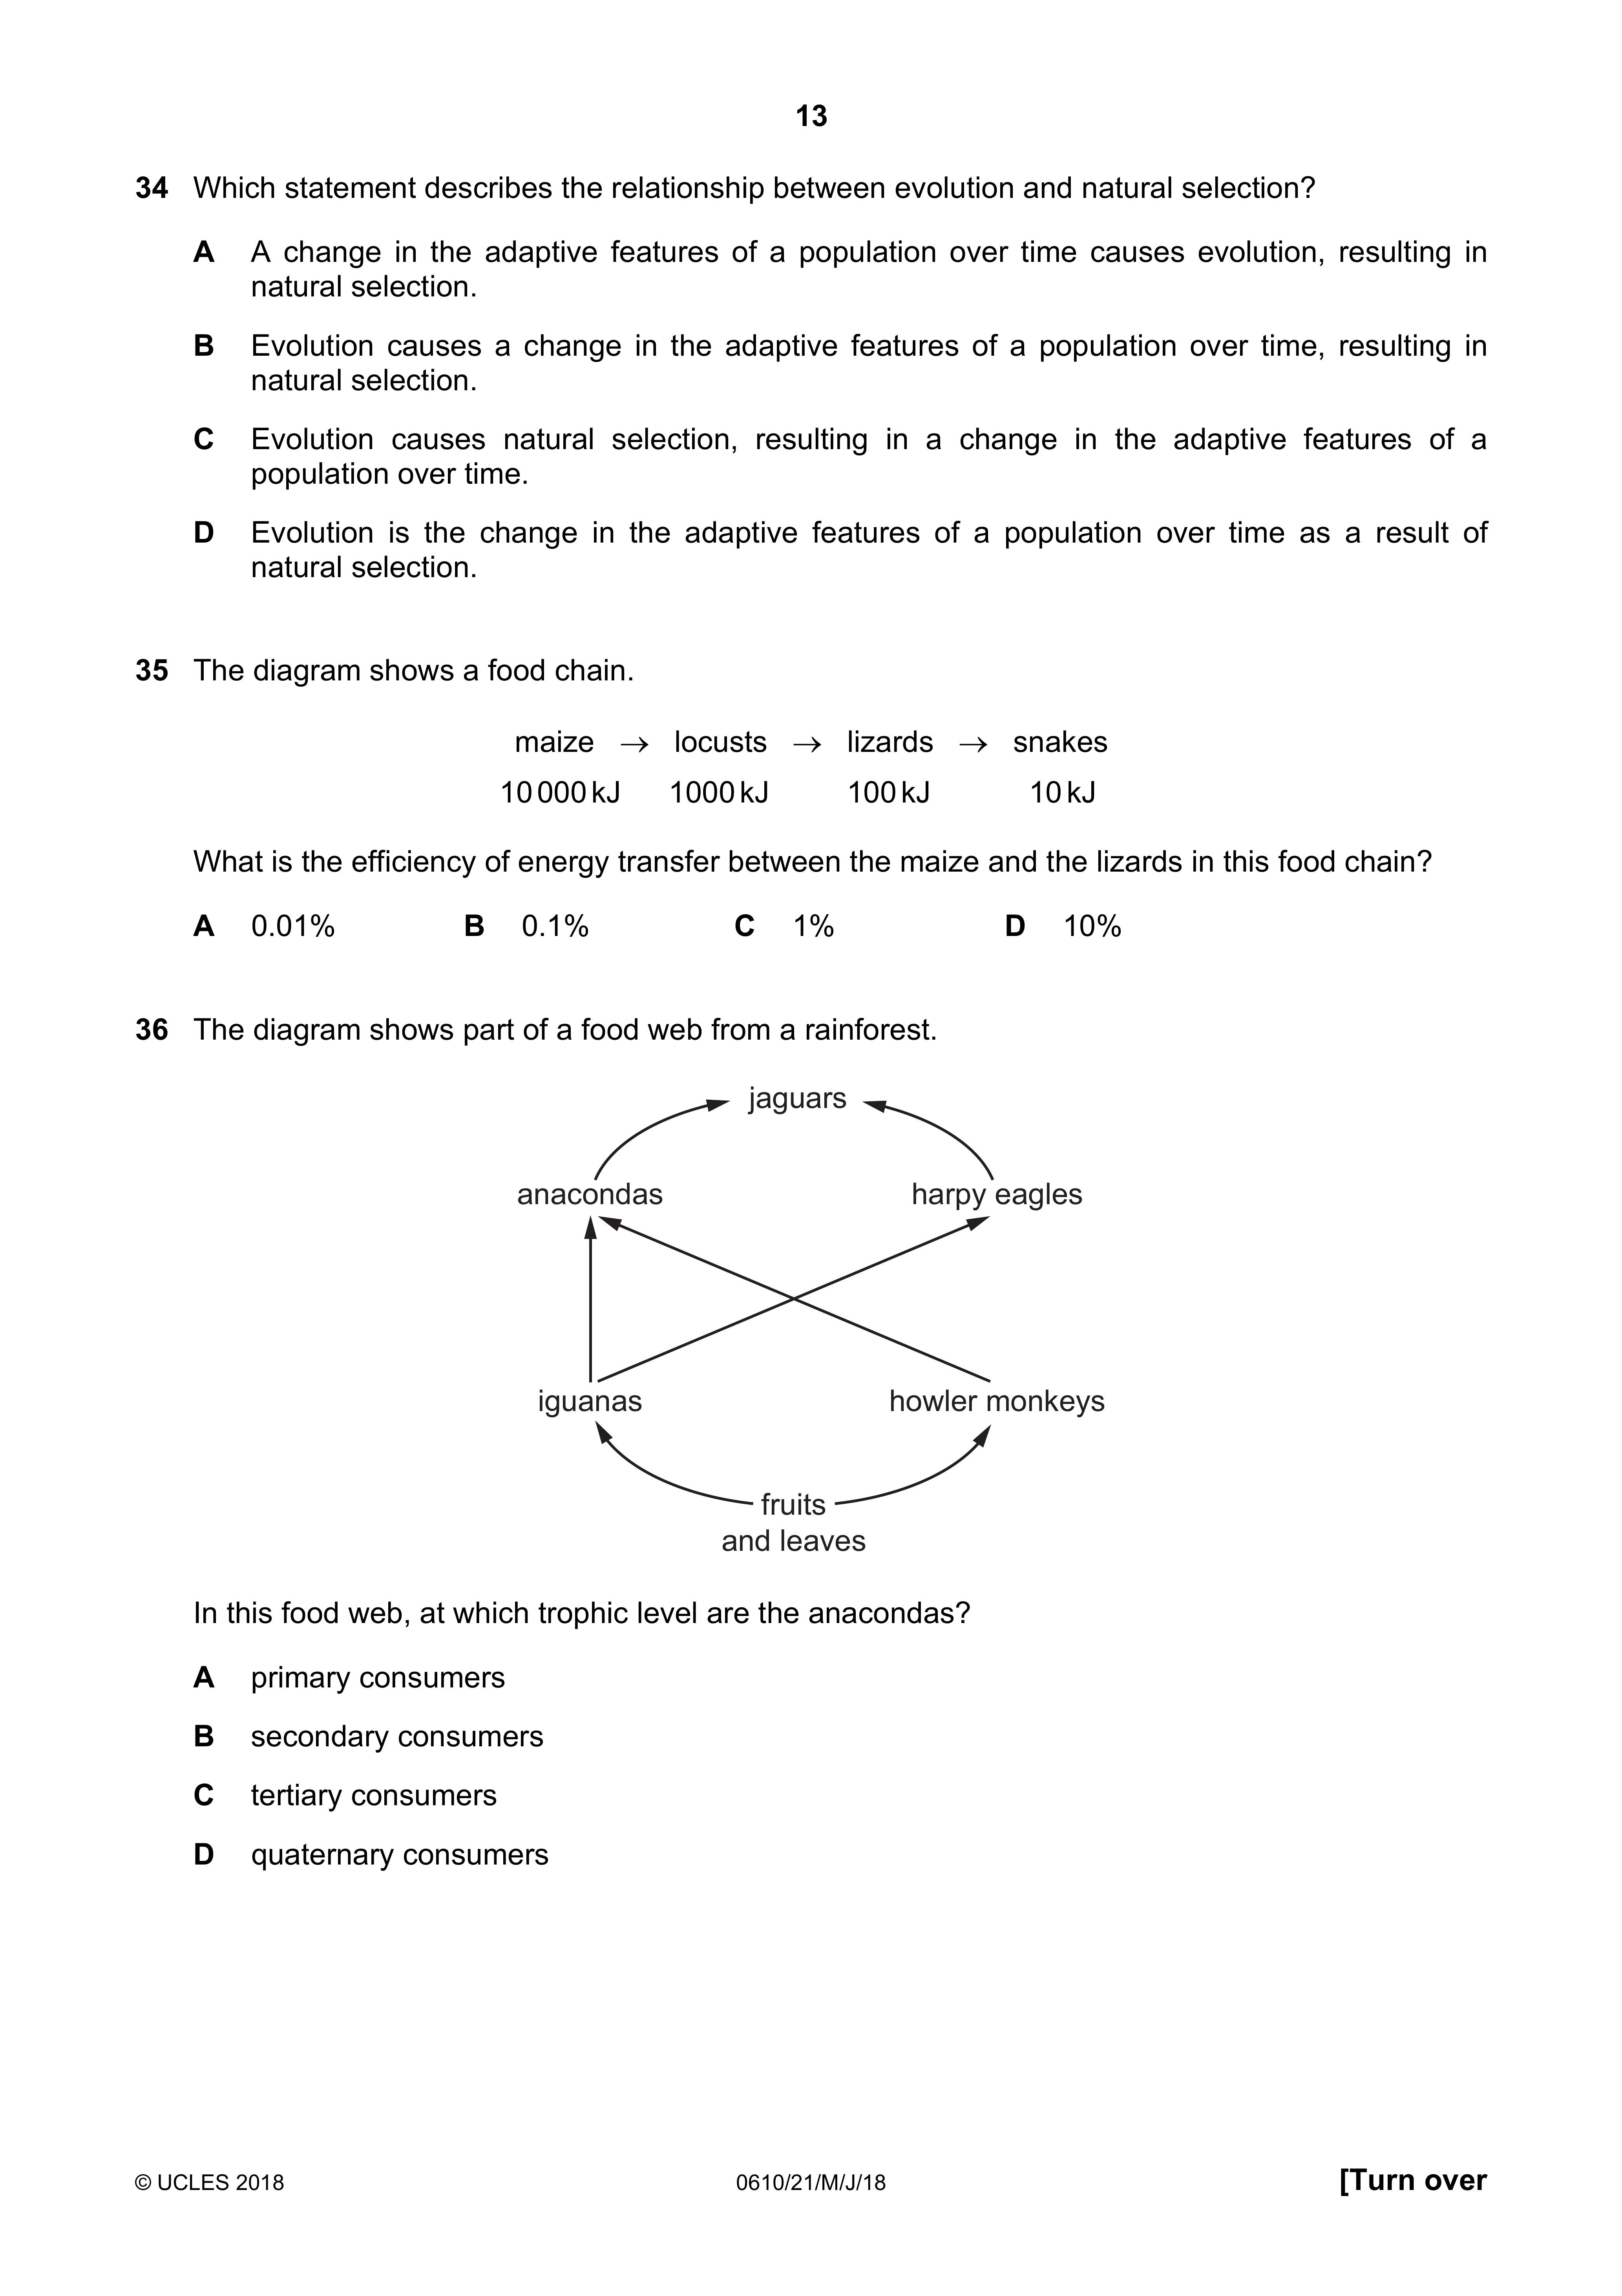 13
34 Which statement describes the relationship between evolution and natural selection?
A A change in the adaptive features of a population over time causes evolution, resulting in
natural selection.
B Evolution causes a change in the adaptive features of a population over time, resulting in
natural selection.
C Evolution causes natural selection, resulting in a change in the adaptive features of a
population over time.
D Evolution is the change in the adaptive features of a population over time as a result of
natural selection.
35 The diagram shows a food chain.
maize → locusts → lizards → snakes
10 000 kJ 1000 kJ 100 kJ 10 kJ
What is the efficiency of energy transfer between the maize and the lizards in this food chain?
A 0.01% B 0.1% C 1% D 10%
36 The diagram shows part of a food web from a rainforest.
jaguars
anacondas harpy eagles
iguanas howler monkeys
fruits
and leaves
In this food web, at which trophic level are the anacondas?
A primary consumers
B secondary consumers
C tertiary consumers
D quaternary consumers
© UCLES 2018 0610/21/M/J/18 [Turn over